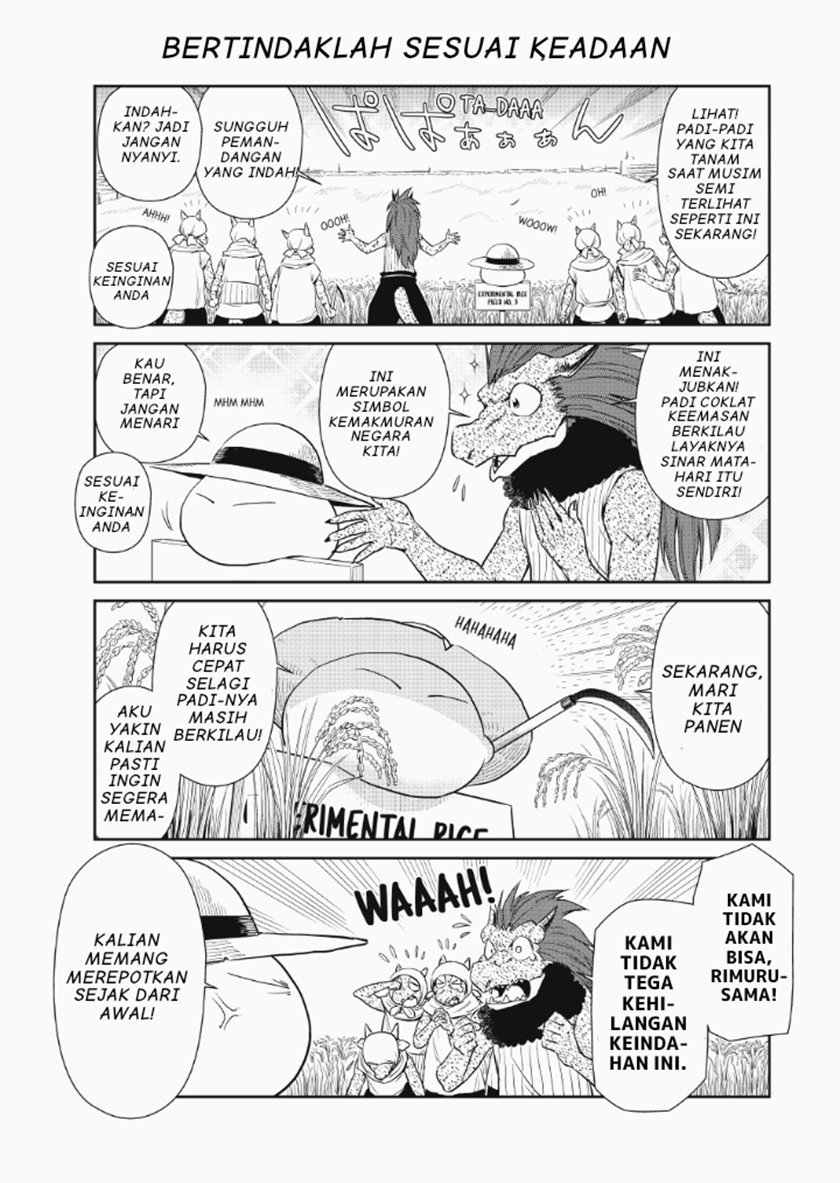 BERTINDAKLAH SESUAI KEADAAN
LIHAT!
PADI-PADI
YANG KITA
TANAM
SAAT MUSIM
SEMI
TERLIHAT
SEPERTI INI
SEKARANG!
ぱぱぁぁぁん
TA-DAAA
SUNGGUH
PEMAN-
DANGAN
YANG INDAH!
INDAH-
KAN? JADI
JANGAN
NYANYI.
SESUAI
KEINGINAN
ANDA
OH!
WOOOW!
OOOH!
AHHH!
EXPERIMENTAL RICE
FIELD NO. 3
INI
MENAK-
JUBKAN!
PADI COKLAT
KEEMASAN
BERKILAU
LAYAKNYA
SINAR MATA-
HARI ITU
SENDIRI!
INI
MERUPAKAN
SIMBOL
KEMAKMURAN
NEGARA
KITA!
MHM MHM
KAU
BENAR,
TAPI
JANGAN
MENARI
SESUAI
KE-
INGINAN
ANDA
SEKARANG,
MARI
KITA
PANEN
HAHAHAHA
KITA
HARUS
CEPAT
SELAGI
PADI-NYA
MASIH
BERKILAU!
AKU
YAKIN
KALIAN
PASTI
INGIN
SEGERA
MEMA-
ERIMENTAL RICE
KAMI
TIDAK
AKAN
BISA,
RIMURU-
SAMA!
KAMI
TIDAK
TEGA
KEHI-
LANGAN
KEINDA-
HAN INI.
WAAAH!
KALIAN
MEMANG
MEREPOTKAN
SEJAK DARI
AWAL!